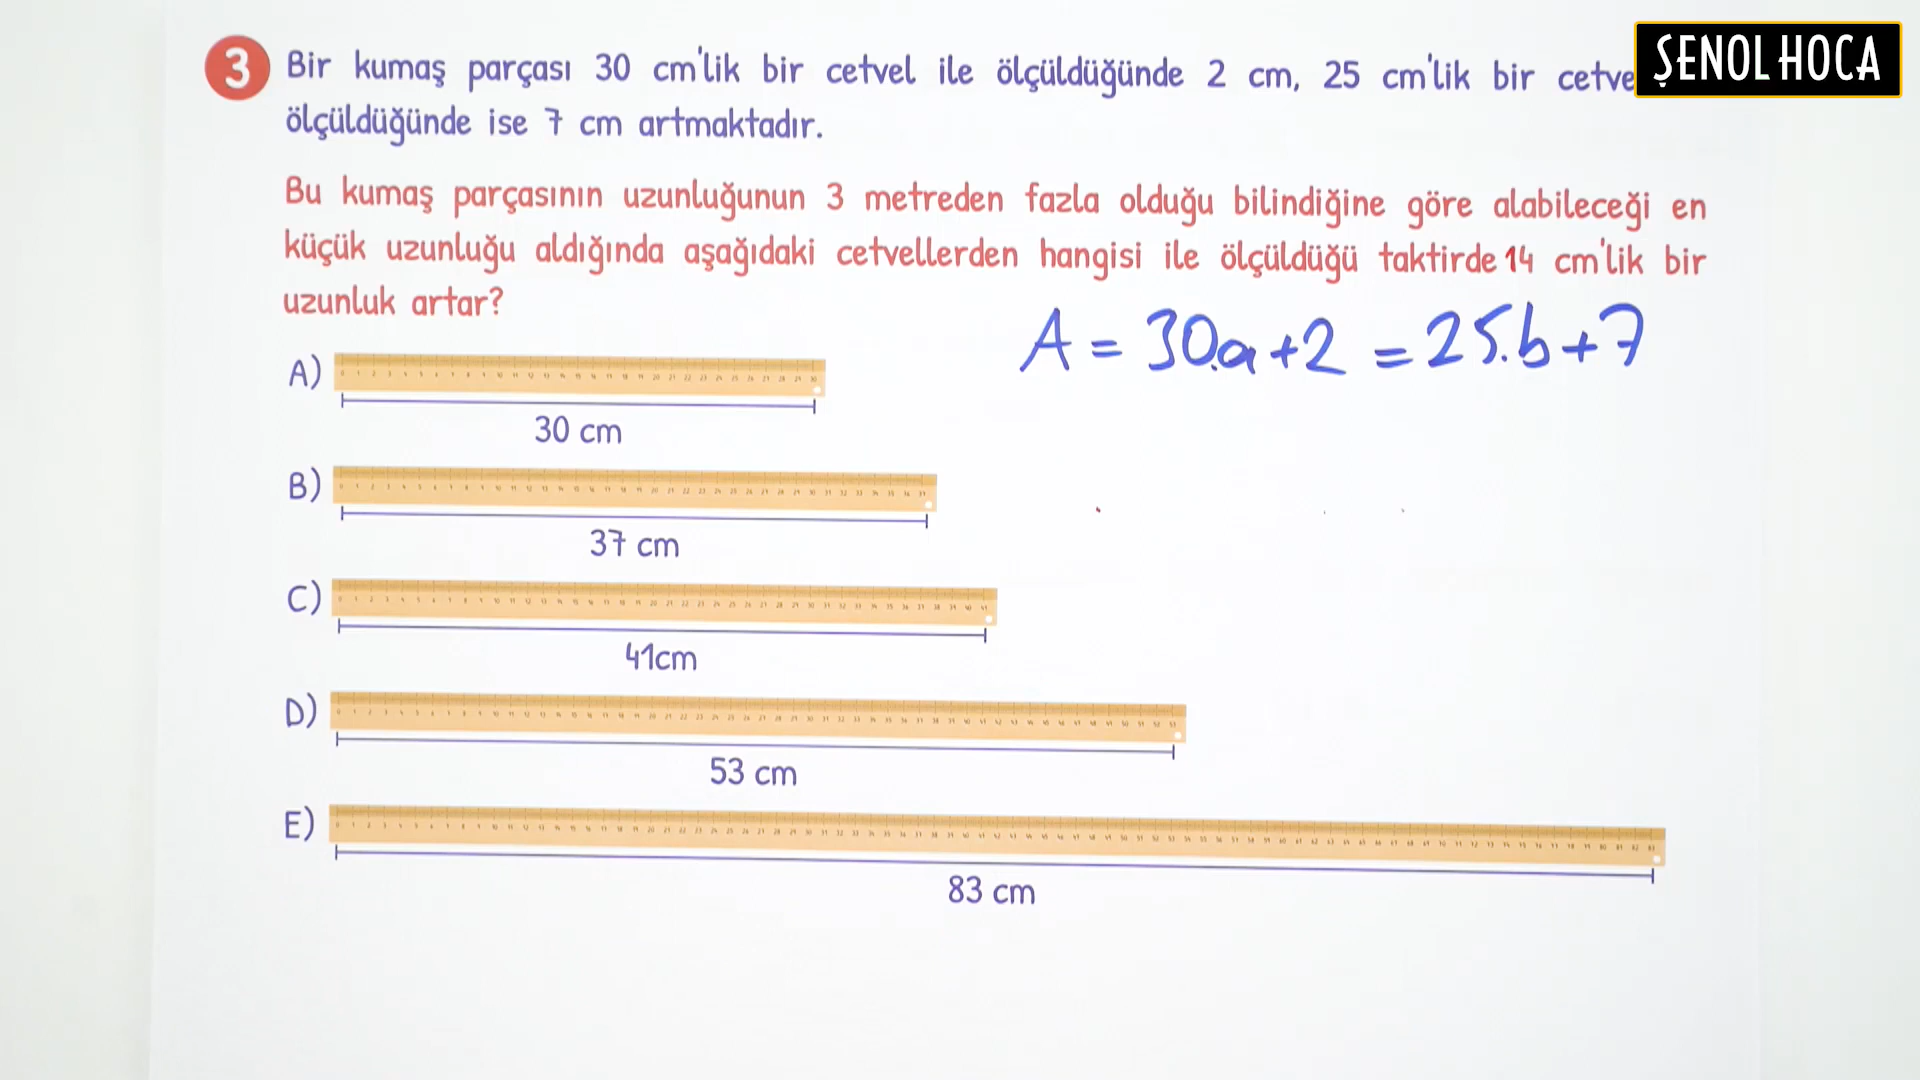 ŞENOL HOCA
3 Bir kumaş parçası 30 cm'lik bir cetvel ile ölçüldüğünde 2 cm, 25 cm'lik bir cetve
ölçüldüğünde ise 7 cm artmaktadır.
Bu kumaş parçasının uzunluğunun 3 metreden fazla olduğu bilindiğine göre alabileceği en
küçük uzunluğu aldığında aşağıdaki cetvellerden hangisi ile ölçüldüğü taktirde 14 cm'lik bir
uzunluk artar?
A = 30.a+2 = 25.b+7
A)
30 cm
B)
37 cm
C)
41cm
D)
53 cm
E)
83 cm